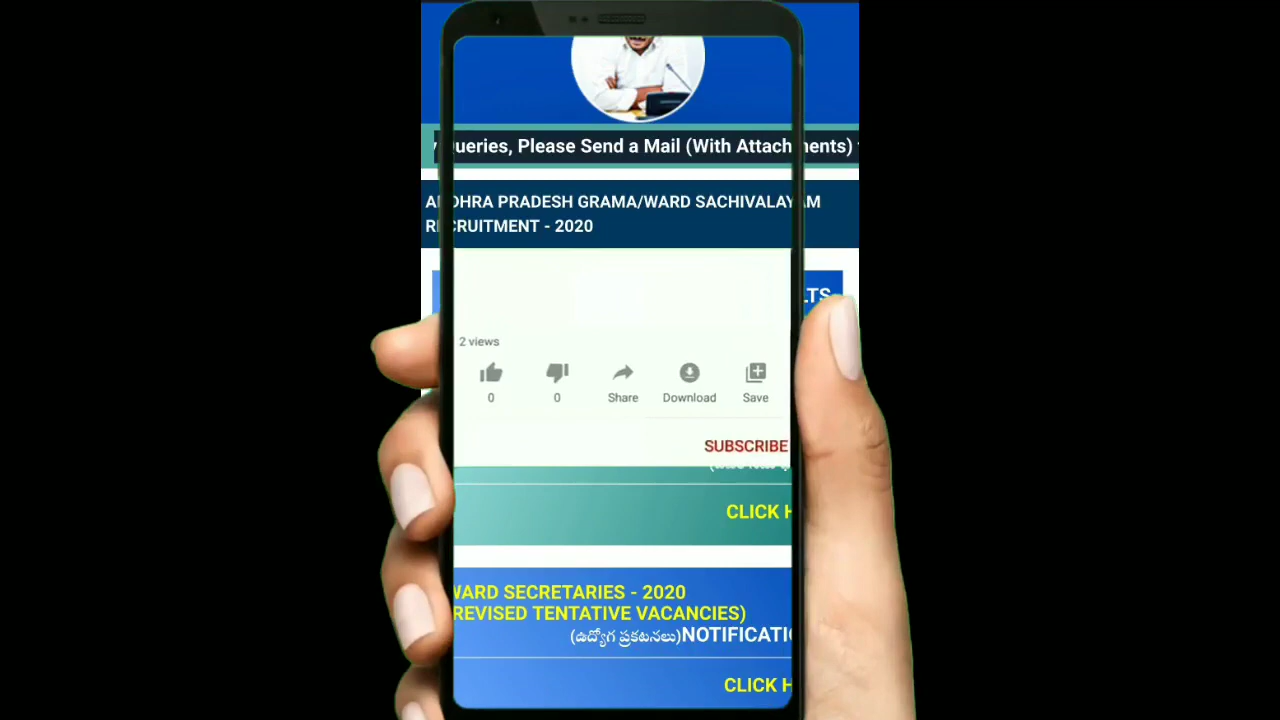 ueries, Please Send a Mail (With Attachments)
ANDHRA PRADESH GRAMA/WARD SACHIVALAYAM
RECRUITMENT - 2020
LTS
2 views
0
0
Share
Download
Save
SUBSCRIBE
CLICK H
WARD SECRETARIES - 2020
REVISED TENTATIVE VACANCIES)
(ఉద్యోగ ప్రకటనలు)NOTIFICATI
CLICK H